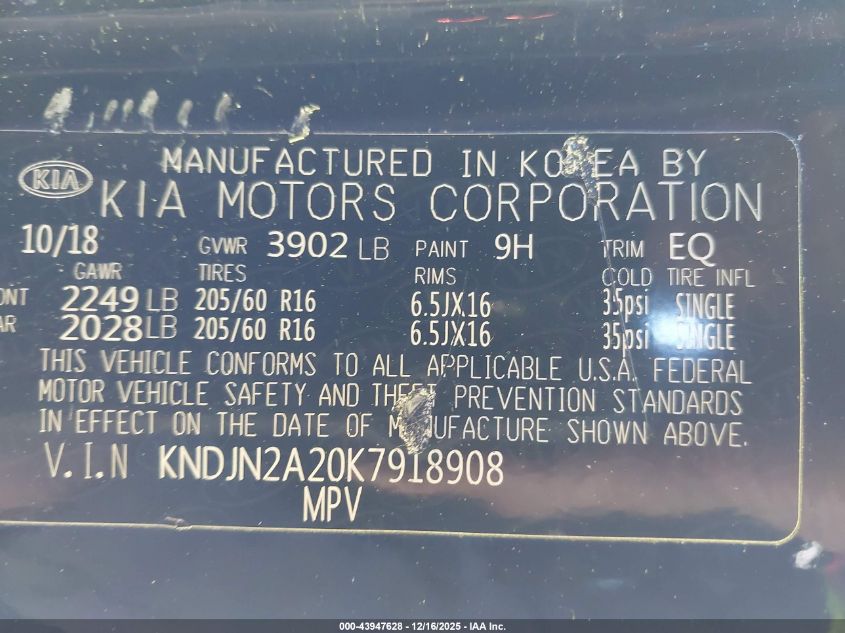 MANUFACTURED IN KOREA BY
KIA KIA MOTORS CORPORATION
10/18 GVWR 3902 LB PAINT 9H TRIM EQ
GAWR TIRES RIMS COLD TIRE INFL
ONT 2249 LB 205/60 R16 6.5JX16 35psi SINGLE
AR 2028 LB 205/60 R16 6.5JX16 35psi SINGLE
THIS VEHICLE CONFORMS TO ALL APPLICABLE U.S.A. FEDERAL
MOTOR VEHICLE SAFETY AND THEFT PREVENTION STANDARDS
IN EFFECT ON THE DATE OF MANUFACTURE SHOWN ABOVE.
V.I.N KNDJN2A20K7918908
MPV
000-43947628 - 12/16/2025 - IAA Inc.